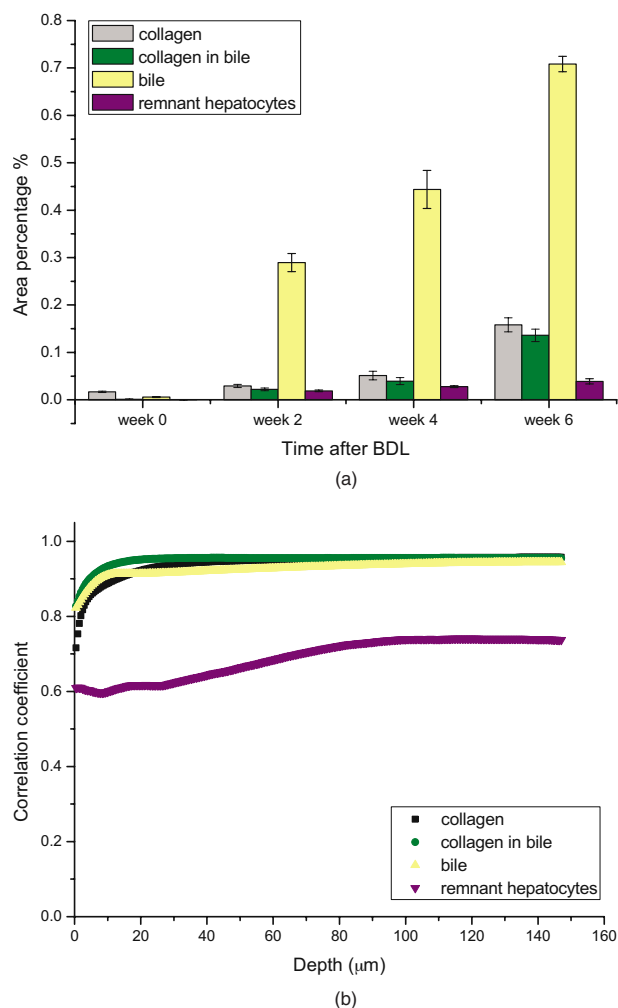 0.8
0.7
0.6
0.5
0.4
0.3
0.2
0.1
0.0
Area percentage %
collagen
collagen in bile
bile
remnant hepatocytes
week 0 week 2 week 4 week 6
Time after BDL
(a)
1.0
0.8
0.6
0.4
0.2
0.0
Correlation coefficient
collagen
collagen in bile
bile
remnant hepatocytes
0 20 40 60 80 100 120 140 160
Depth (μm)
(b)